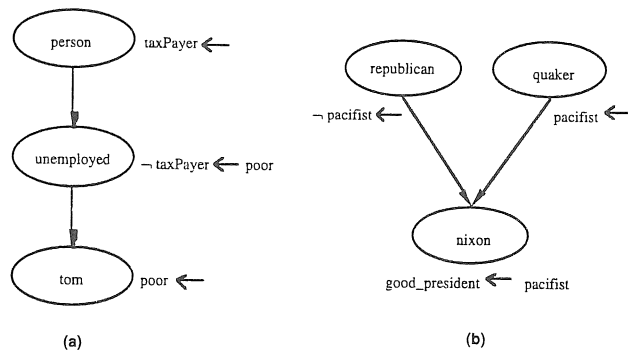 person taxPayer ←
unemployed ¬ taxPayer ← poor
tom poor ←
(a)
republican quaker
¬ pacifist ← pacifist ←
nixon
good_president ← pacifist
(b)